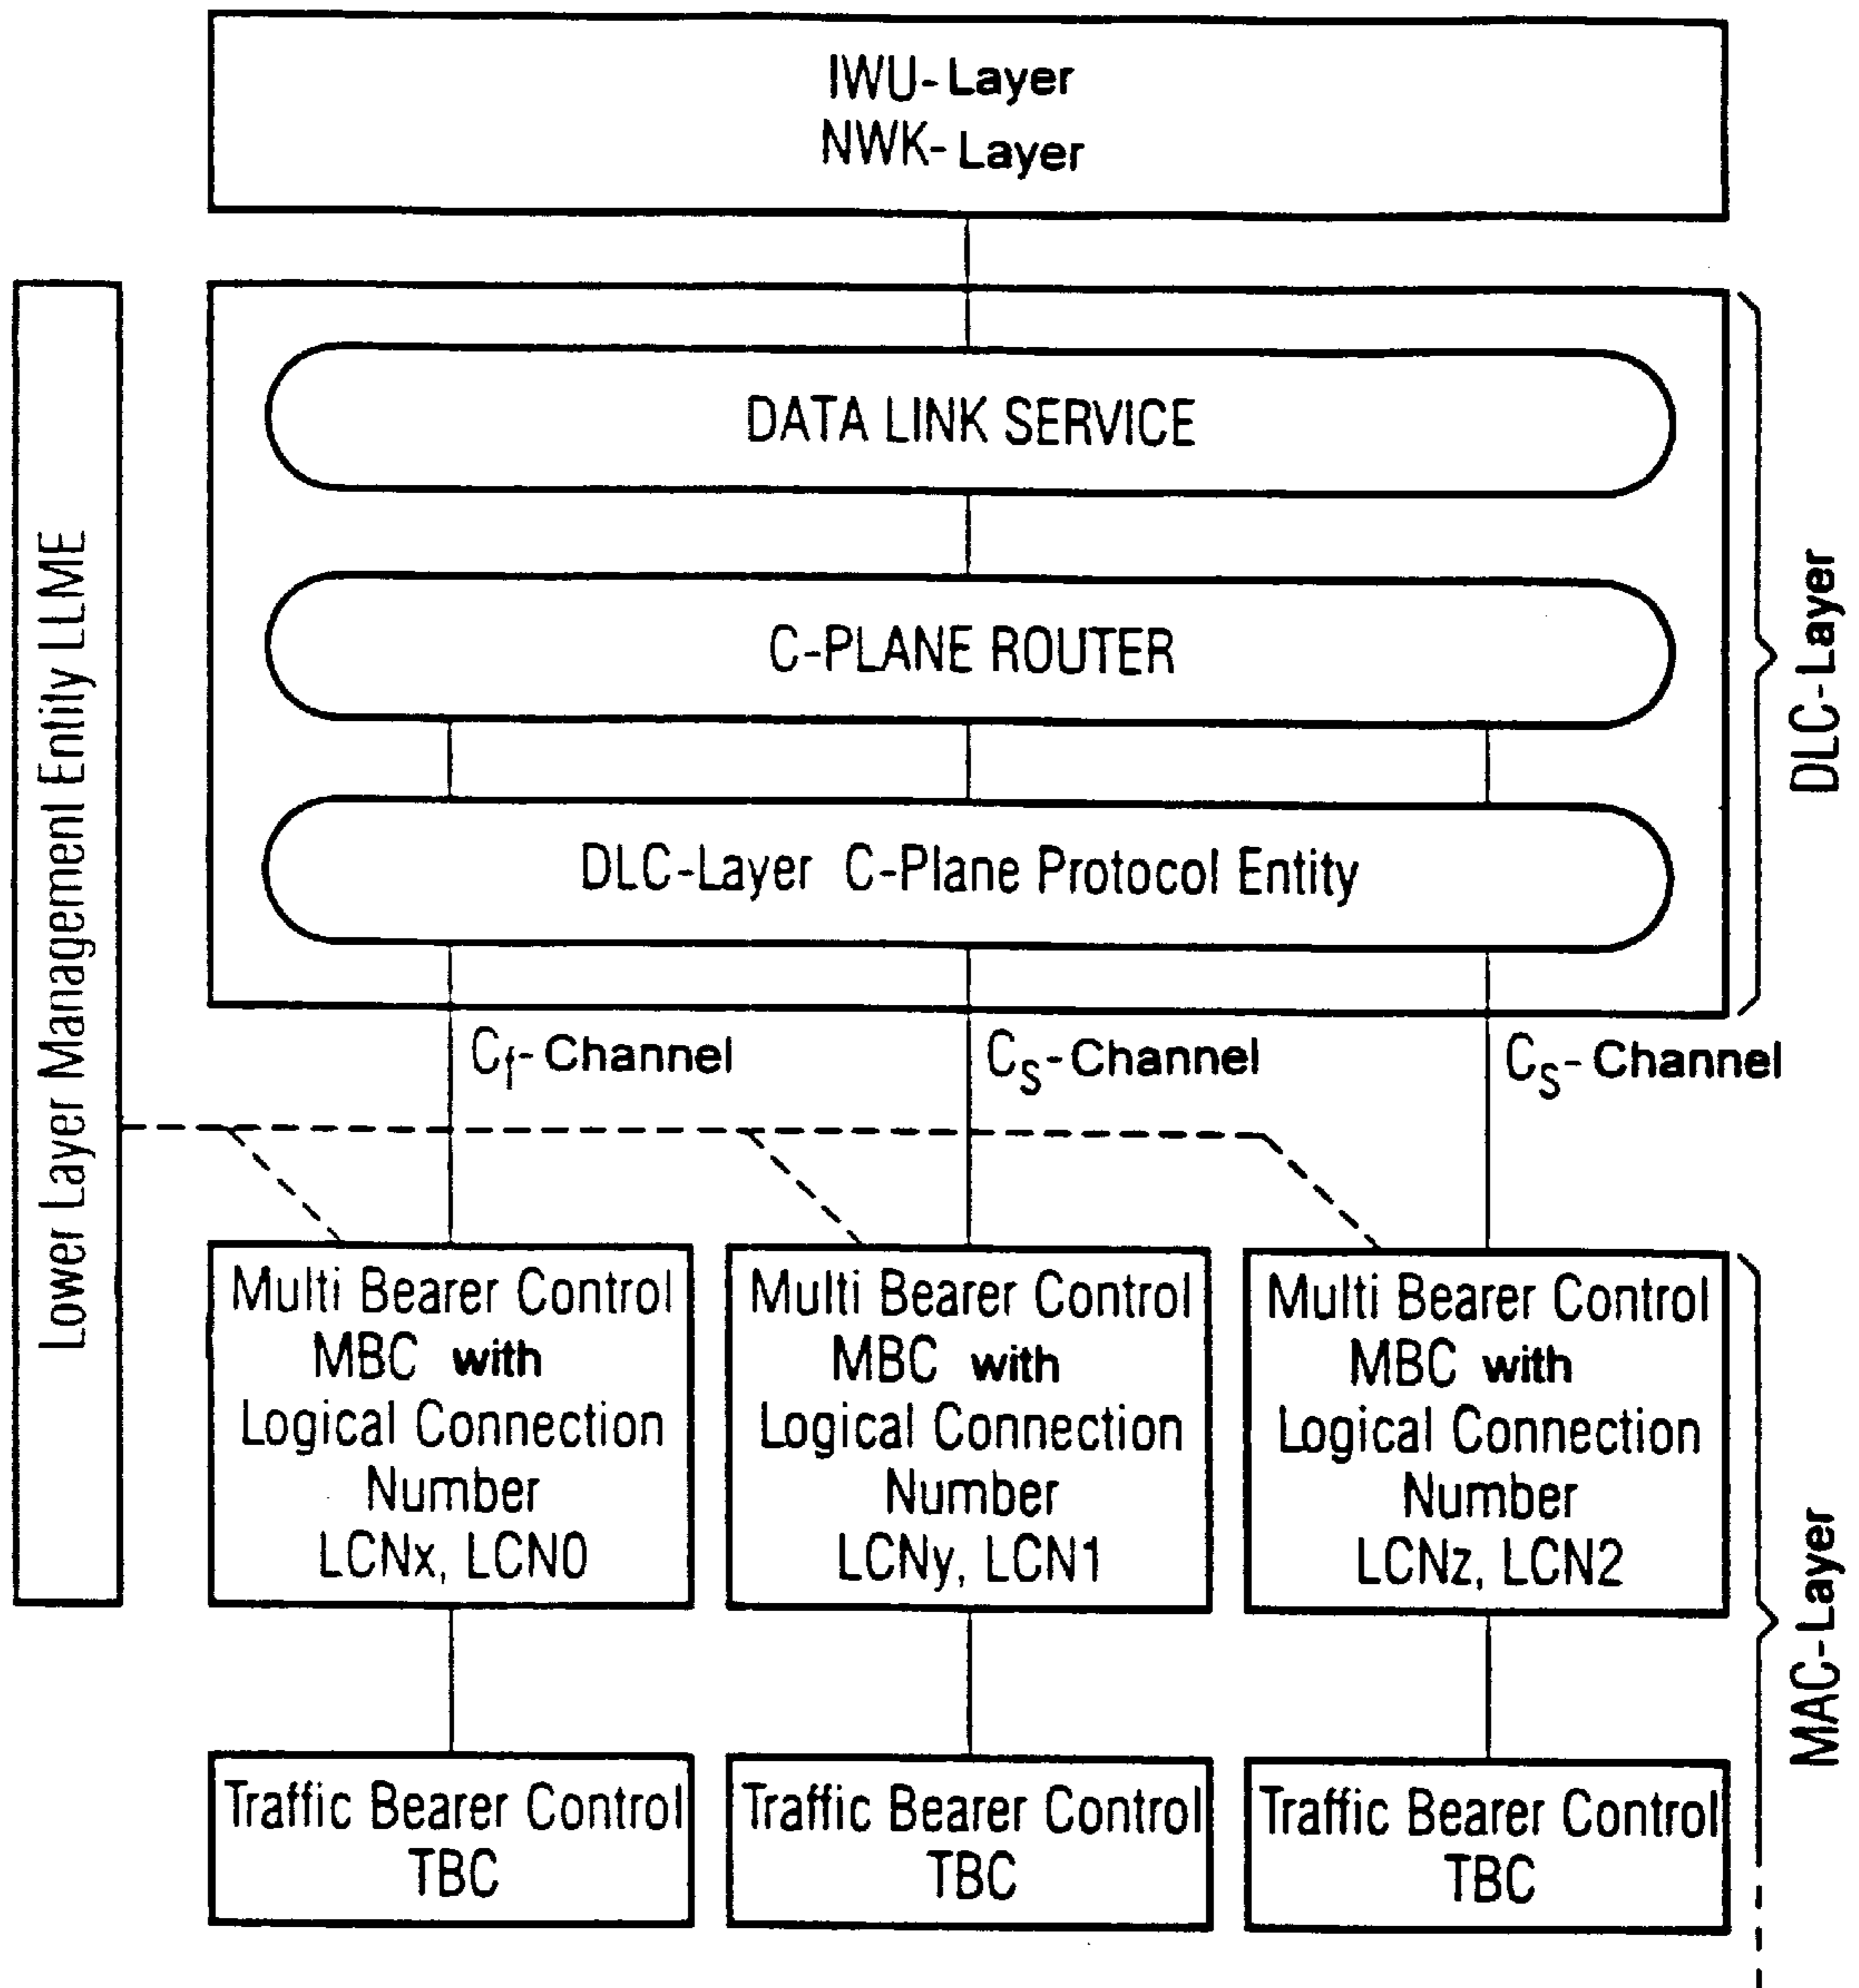 IWU-Layer
NWK-Layer
Lower Layer Management Entity LLME
DATA LINK SERVICE
C-PLANE ROUTER
DLC-Layer C-Plane Protocol Entity
DLC-Layer
Cf-Channel
CS-Channel
CS-Channel
Multi Bearer Control
MBC with
Logical Connection
Number
LCNx, LCN0
Multi Bearer Control
MBC with
Logical Connection
Number
LCNy, LCN1
Multi Bearer Control
MBC with
Logical Connection
Number
LCNz, LCN2
MAC-Layer
Traffic Bearer Control
TBC
Traffic Bearer Control
TBC
Traffic Bearer Control
TBC